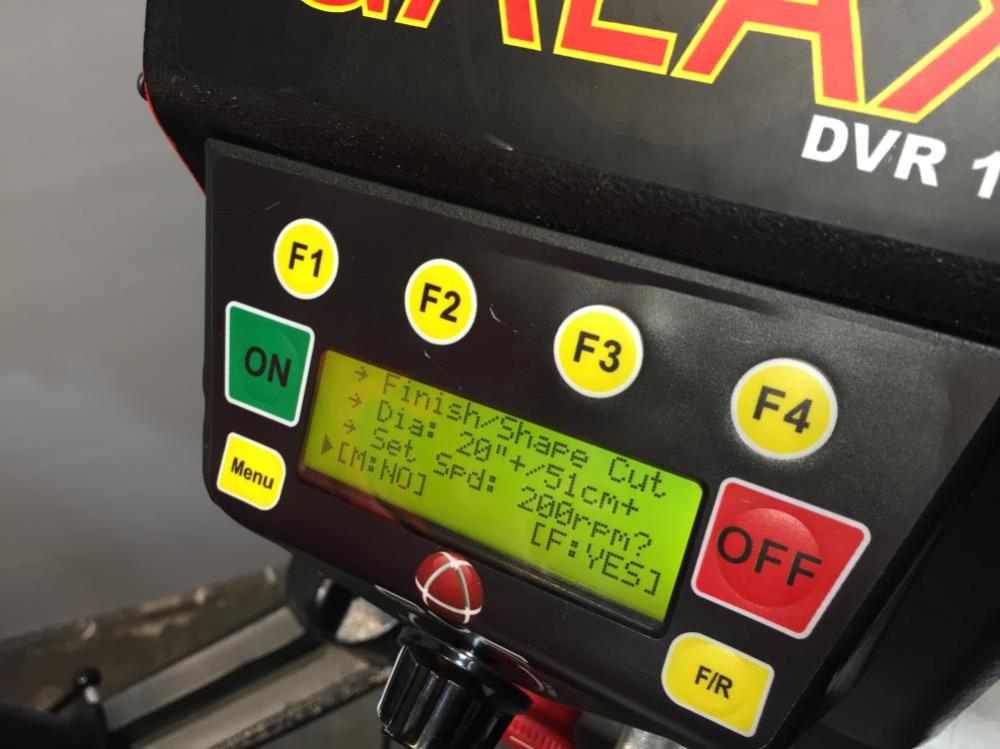 GALAX
DVR 1
F1
F2
F3
F4
ON
→ Finish/Shape Cut
→ Dia: 20"+/51cm+
→ Set Spd: 200rpm?
▶[M:NO] [F:YES]
Menu
OFF
F/R